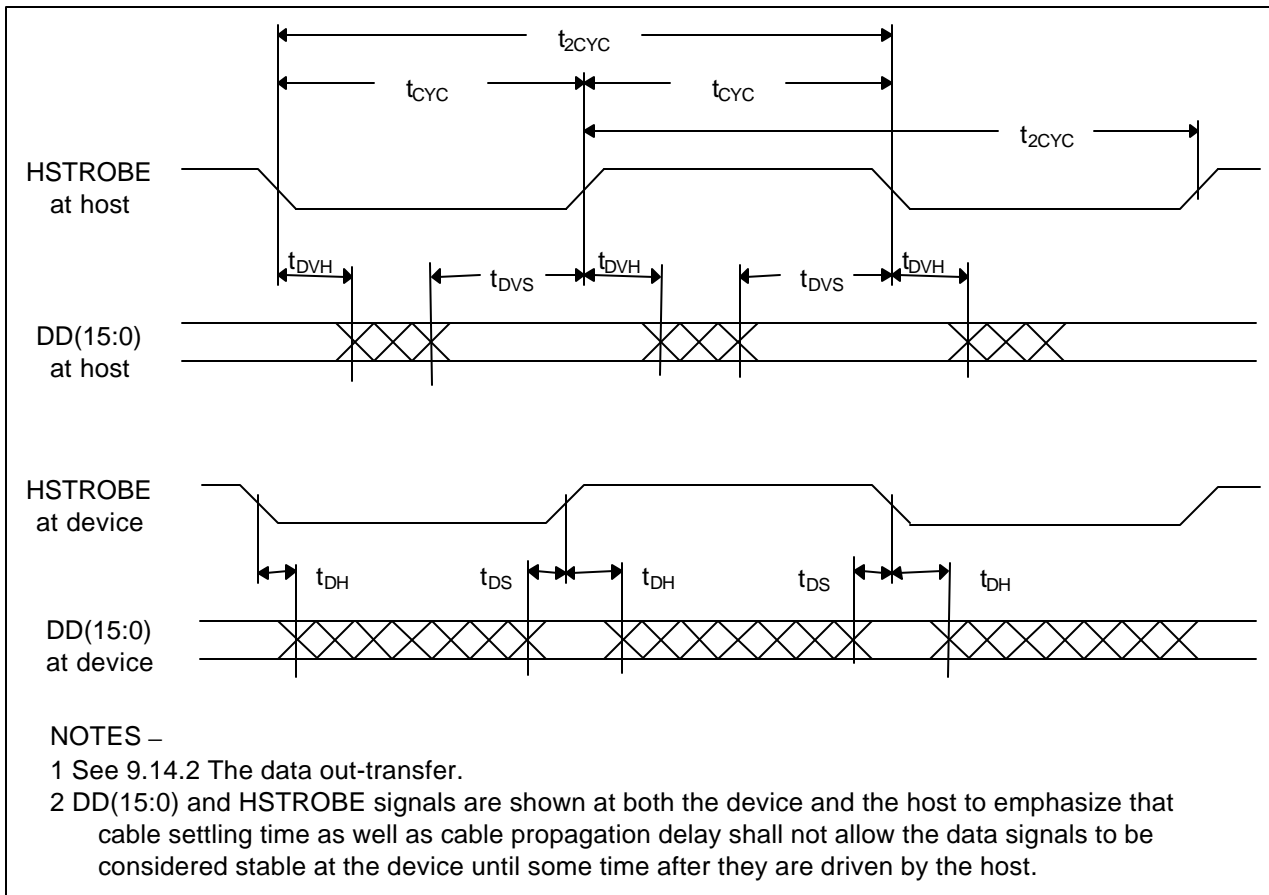 t2CYC
tCYC tCYC
t2CYC
HSTROBE
at host
tDVH tDVS tDVH tDVS tDVH
DD(15:0)
at host
HSTROBE
at device
tDH tDS tDH tDS tDH
DD(15:0)
at device
NOTES –
1 See 9.14.2 The data out-transfer.
2 DD(15:0) and HSTROBE signals are shown at both the device and the host to emphasize that
cable settling time as well as cable propagation delay shall not allow the data signals to be
considered stable at the device until some time after they are driven by the host.